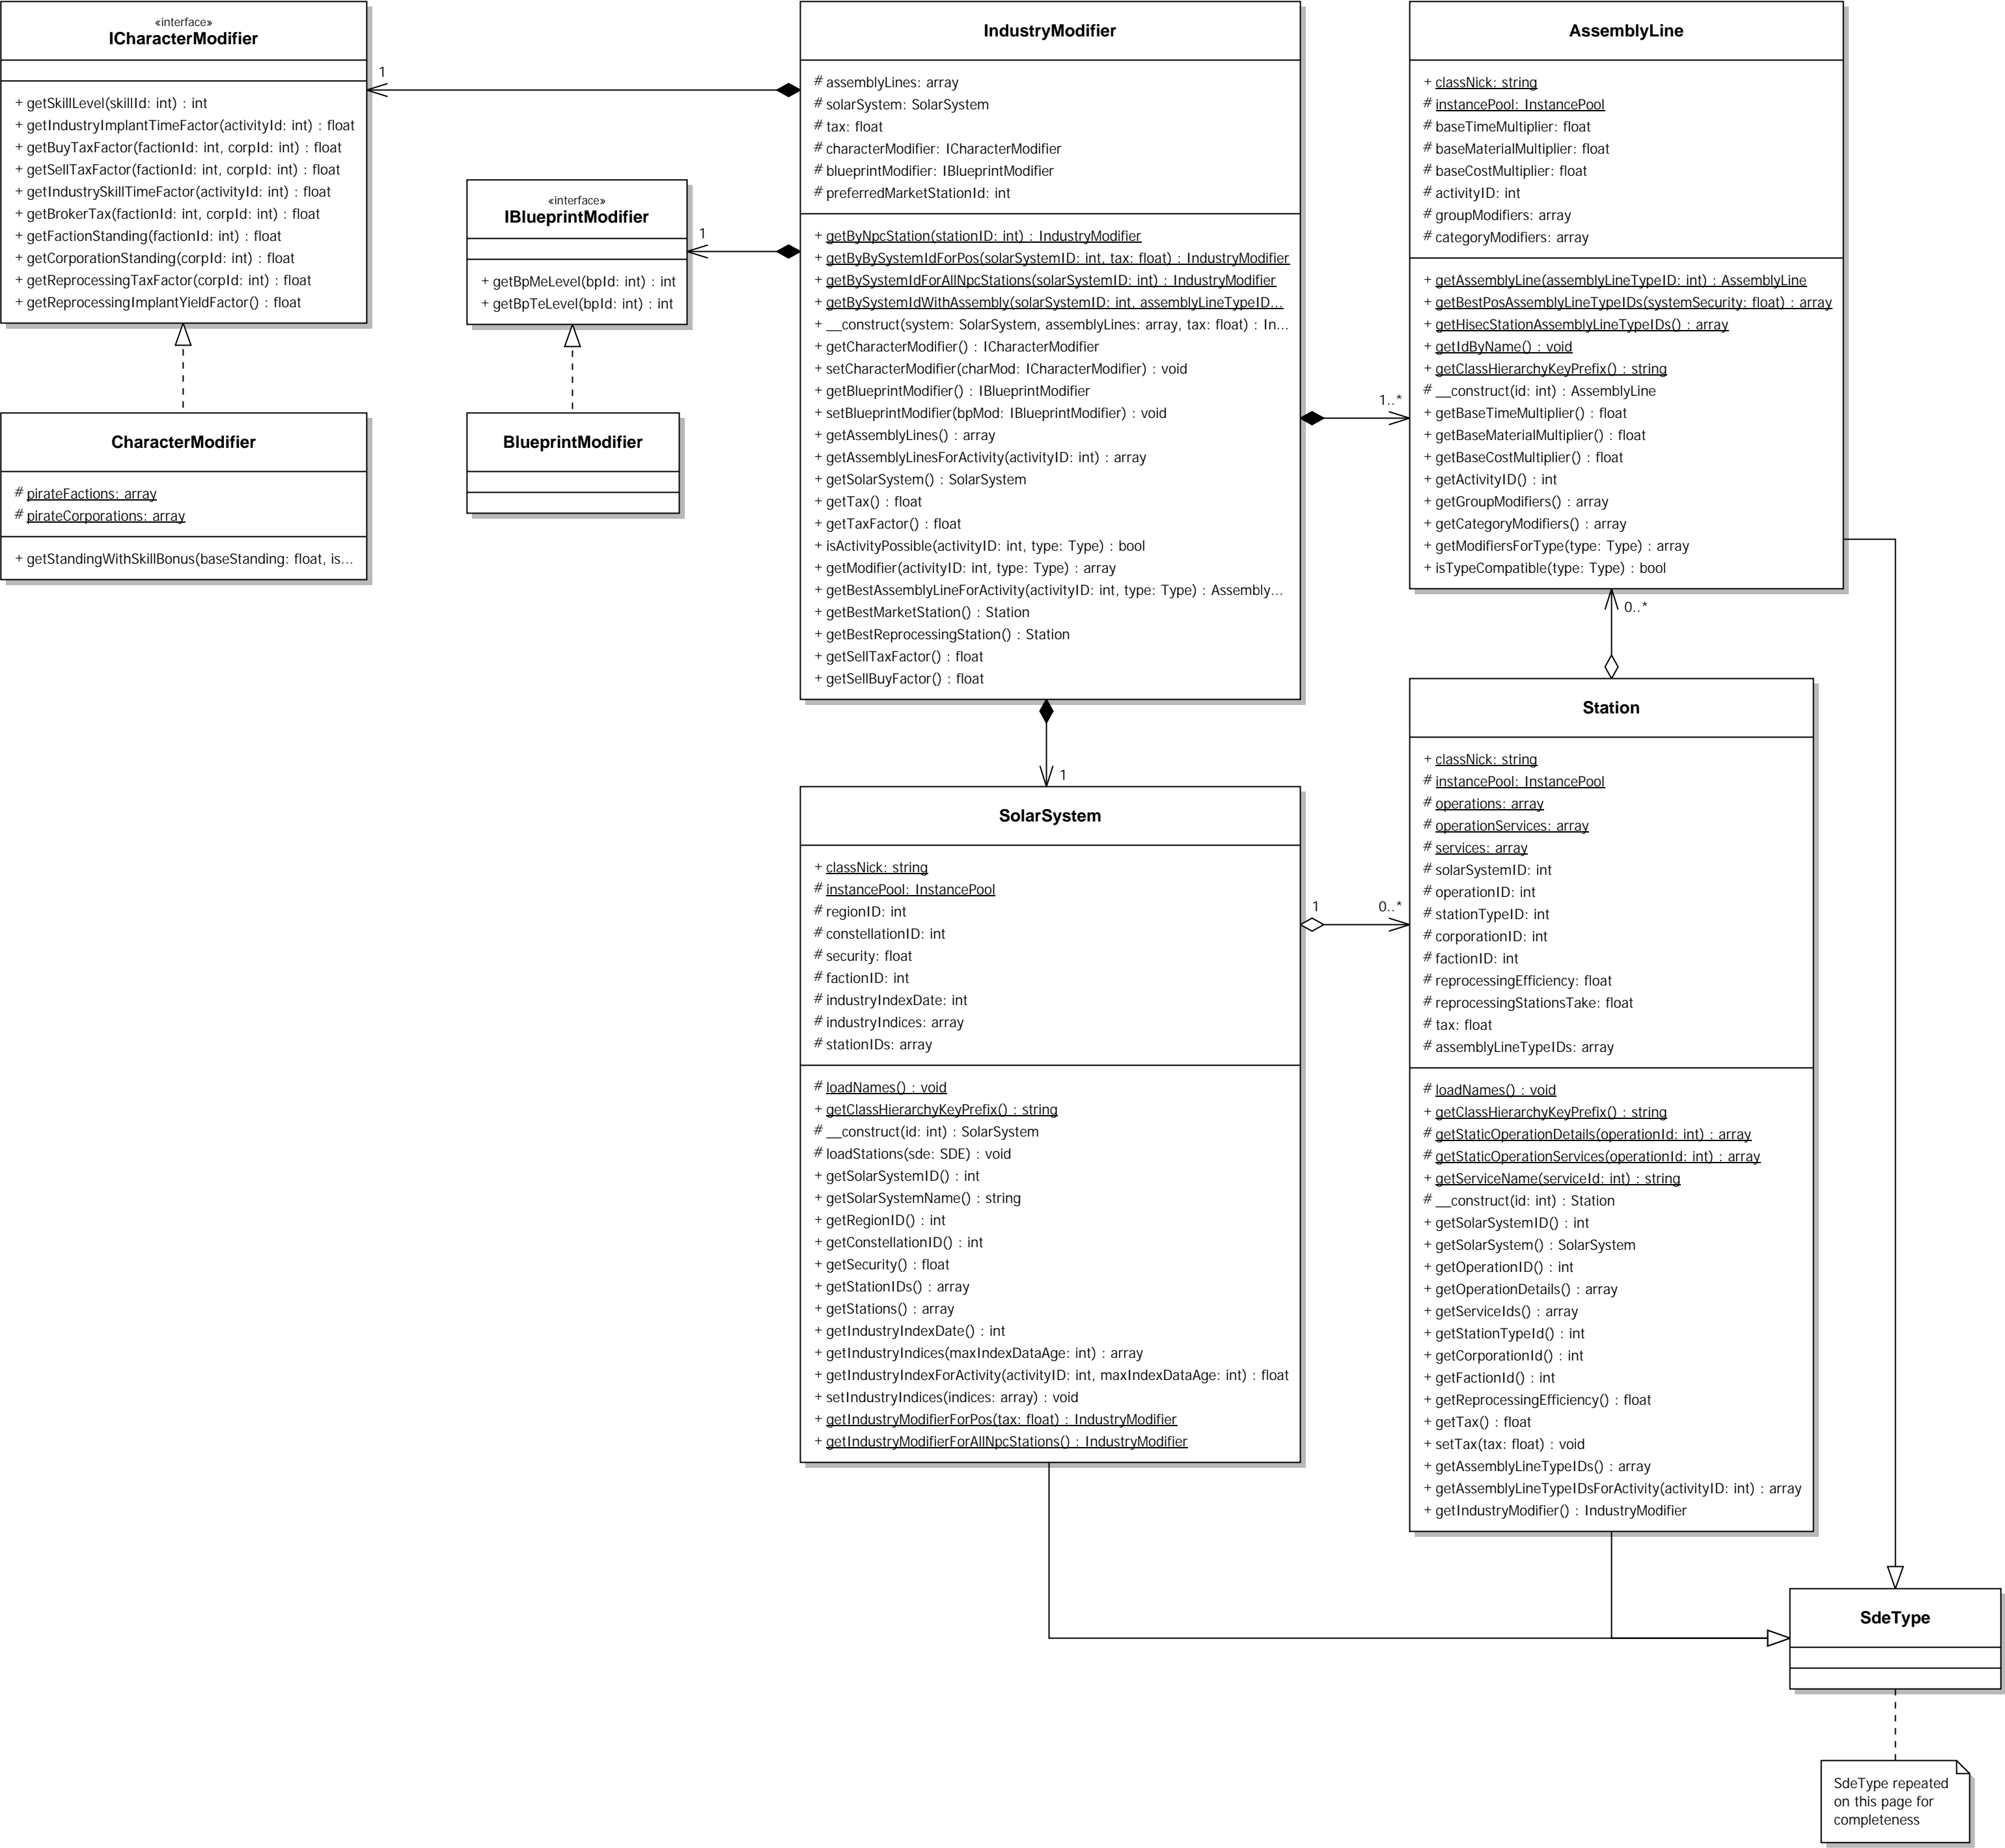 «interface»
ICharacterModifier
+ getSkillLevel(skillId: int) : int
+ getIndustryImplantTimeFactor(activityId: int) : float
+ getBuyTaxFactor(factionId: int, corpId: int) : float
+ getSellTaxFactor(factionId: int, corpId: int) : float
+ getIndustrySkillTimeFactor(activityId: int) : float
+ getBrokerTax(factionId: int, corpId: int) : float
+ getFactionStanding(factionId: int) : float
+ getCorporationStanding(corpId: int) : float
+ getReprocessingTaxFactor(corpId: int) : float
+ getReprocessingImplantYieldFactor() : float
1
CharacterModifier
# pirateFactions: array
# pirateCorporations: array
+ getStandingWithSkillBonus(baseStanding: float, is...
«interface»
IBlueprintModifier
+ getBpMeLevel(bpId: int) : int
+ getBpTeLevel(bpId: int) : int
1
BlueprintModifier
IndustryModifier
# assemblyLines: array
# solarSystem: SolarSystem
# tax: float
# characterModifier: ICharacterModifier
# blueprintModifier: IBlueprintModifier
# preferredMarketStationId: int
+ getByNpcStation(stationID: int) : IndustryModifier
+ getByBySystemIdForPos(solarSystemID: int, tax: float) : IndustryModifier
+ getBySystemIdForAllNpcStations(solarSystemID: int) : IndustryModifier
+ getBySystemIdWithAssembly(solarSystemID: int, assemblyLineTypeID...
+ __construct(system: SolarSystem, assemblyLines: array, tax: float) : In...
+ getCharacterModifier() : ICharacterModifier
+ setCharacterModifier(charMod: ICharacterModifier) : void
+ getBlueprintModifier() : IBlueprintModifier
+ setBlueprintModifier(bpMod: IBlueprintModifier) : void
+ getAssemblyLines() : array
+ getAssemblyLinesForActivity(activityID: int) : array
+ getSolarSystem() : SolarSystem
+ getTax() : float
+ getTaxFactor() : float
+ isActivityPossible(activityID: int, type: Type) : bool
+ getModifier(activityID: int, type: Type) : array
+ getBestAssemblyLineForActivity(activityID: int, type: Type) : Assembly...
+ getBestMarketStation() : Station
+ getBestReprocessingStation() : Station
+ getSellTaxFactor() : float
+ getSellBuyFactor() : float
1..*
1
AssemblyLine
+ classNick: string
# instancePool: InstancePool
# baseTimeMultiplier: float
# baseMaterialMultiplier: float
# baseCostMultiplier: float
# activityID: int
# groupModifiers: array
# categoryModifiers: array
+ getAssemblyLine(assemblyLineTypeID: int) : AssemblyLine
+ getBestPosAssemblyLineTypeIDs(systemSecurity: float) : array
+ getHisecStationAssemblyLineTypeIDs() : array
+ getIdByName() : void
+ getClassHierarchyKeyPrefix() : string
# __construct(id: int) : AssemblyLine
+ getBaseTimeMultiplier() : float
+ getBaseMaterialMultiplier() : float
+ getBaseCostMultiplier() : float
+ getActivityID() : int
+ getGroupModifiers() : array
+ getCategoryModifiers() : array
+ getModifiersForType(type: Type) : array
+ isTypeCompatible(type: Type) : bool
0..*
SolarSystem
+ classNick: string
# instancePool: InstancePool
# regionID: int
# constellationID: int
# security: float
# factionID: int
# industryIndexDate: int
# industryIndices: array
# stationIDs: array
# loadNames() : void
+ getClassHierarchyKeyPrefix() : string
# __construct(id: int) : SolarSystem
# loadStations(sde: SDE) : void
+ getSolarSystemID() : int
+ getSolarSystemName() : string
+ getRegionID() : int
+ getConstellationID() : int
+ getSecurity() : float
+ getStationIDs() : array
+ getStations() : array
+ getIndustryIndexDate() : int
+ getIndustryIndices(maxIndexDataAge: int) : array
+ getIndustryIndexForActivity(activityID: int, maxIndexDataAge: int) : float
+ setIndustryIndices(indices: array) : void
+ getIndustryModifierForPos(tax: float) : IndustryModifier
+ getIndustryModifierForAllNpcStations() : IndustryModifier
1
0..*
Station
+ classNick: string
# instancePool: InstancePool
# operations: array
# operationServices: array
# services: array
# solarSystemID: int
# operationID: int
# stationTypeID: int
# corporationID: int
# factionID: int
# reprocessingEfficiency: float
# reprocessingStationsTake: float
# tax: float
# assemblyLineTypeIDs: array
# loadNames() : void
+ getClassHierarchyKeyPrefix() : string
# getStaticOperationDetails(operationId: int) : array
# getStaticOperationServices(operationId: int) : array
+ getServiceName(serviceId: int) : string
# __construct(id: int) : Station
+ getSolarSystemID() : int
+ getSolarSystem() : SolarSystem
+ getOperationID() : int
+ getOperationDetails() : array
+ getServiceIds() : array
+ getStationTypeId() : int
+ getCorporationId() : int
+ getFactionId() : int
+ getReprocessingEfficiency() : float
+ getTax() : float
+ setTax(tax: float) : void
+ getAssemblyLineTypeIDs() : array
+ getAssemblyLineTypeIDsForActivity(activityID: int) : array
+ getIndustryModifier() : IndustryModifier
SdeType
SdeType repeated
on this page for
completeness